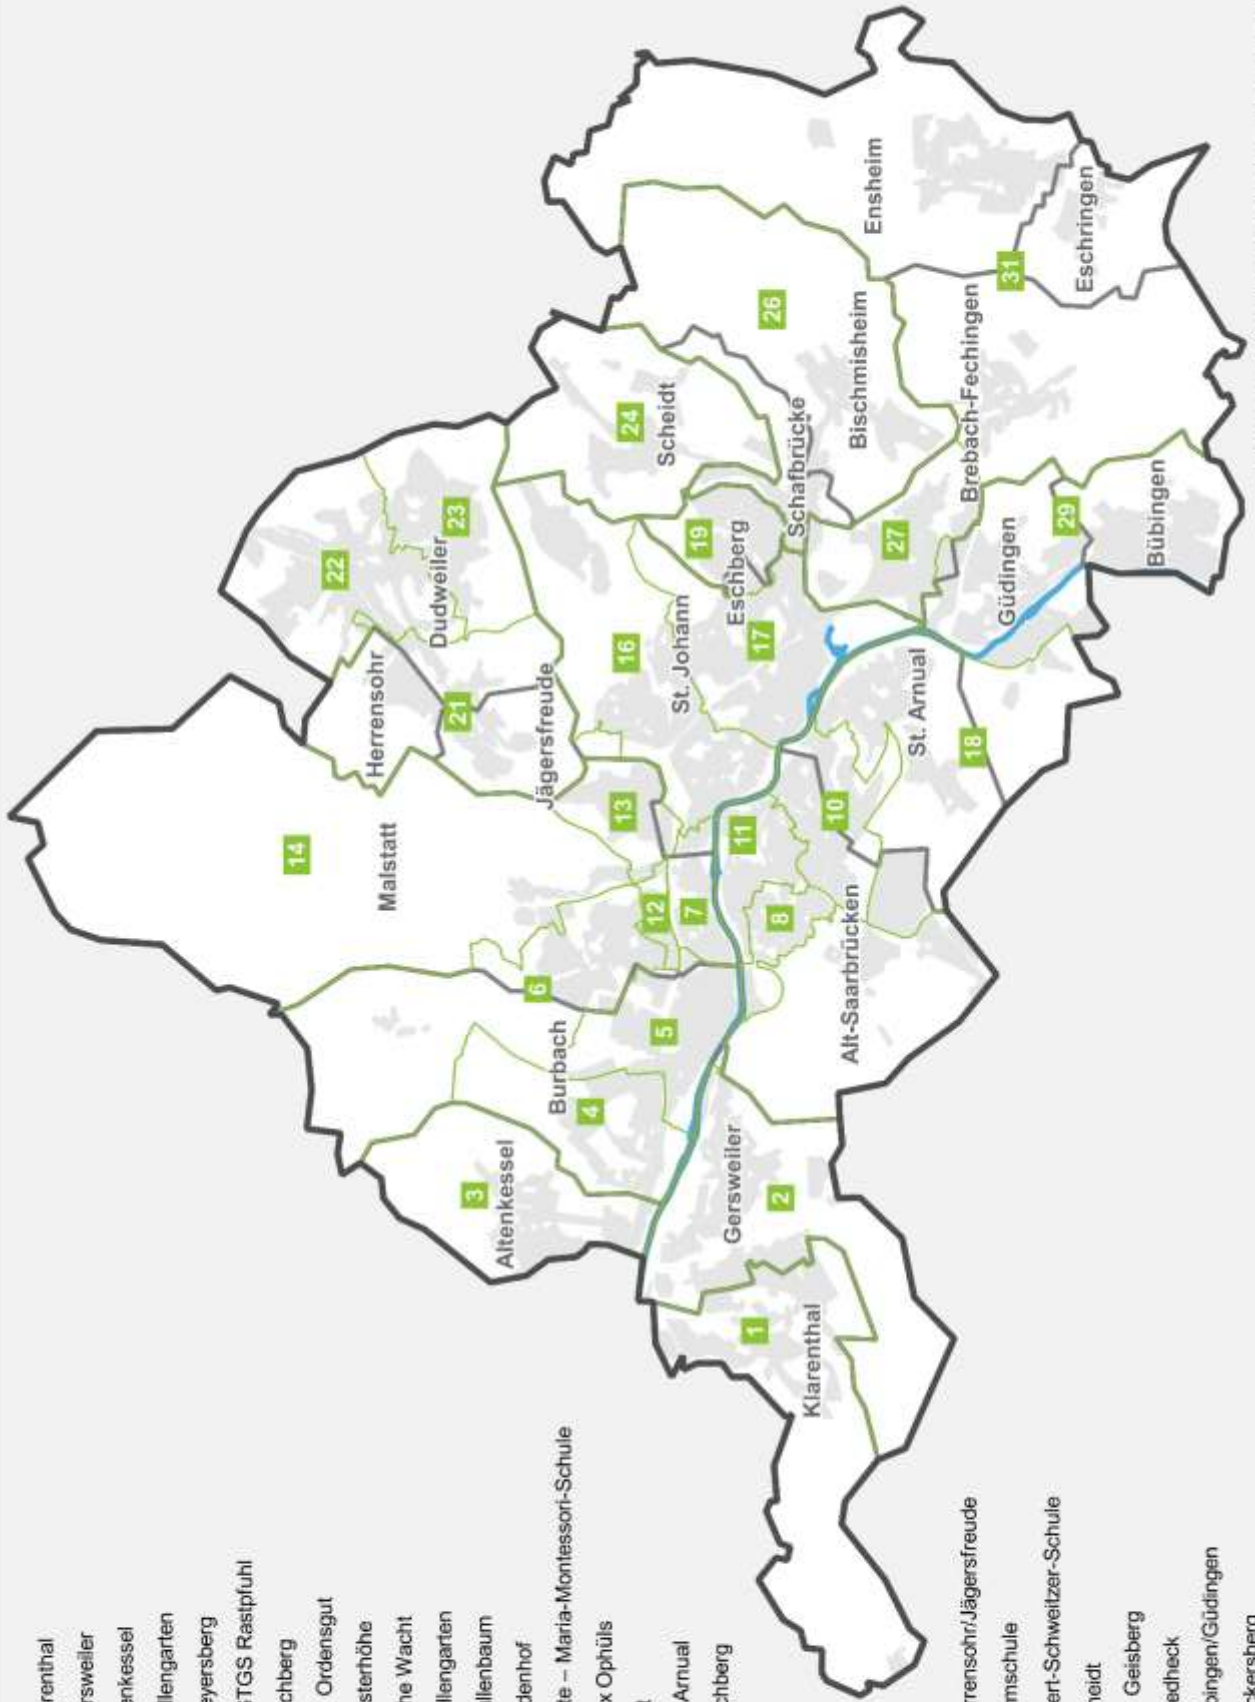 renthal
rsweiler
enkessel
llengarten
eyersberg
GTGS Rastpfuhl
chberg
Ordensgut
sterhöhe
ne Wacht
llengarten
llenbaum
denhof
te – Maria-Montessori-Schule
x Ophüls
Arnual
chberg
rrensohr/Jägersfreude
mschule
ert-Schweitzer-Schule
heidt
Geisberg
ldheck
bingen/Güdingen
ckersberg
1
Klarenthal
2
Gersweiler
3
Altenkessel
4
Burbach
5
6
7
8
Alt-Saarbrücken
10
11
12
13
14
Malstatt
Herrensohr
21
Jägersfreude
22
Dudweiler
23
16
St. Johann
17
Eschberg
19
St. Arnual
18
24
Scheidt
Schafbrücke
26
Bischmisheim
27
Brebach-Fechingen
Güdingen
29
Bübingen
Ensheim
31
Eschringen